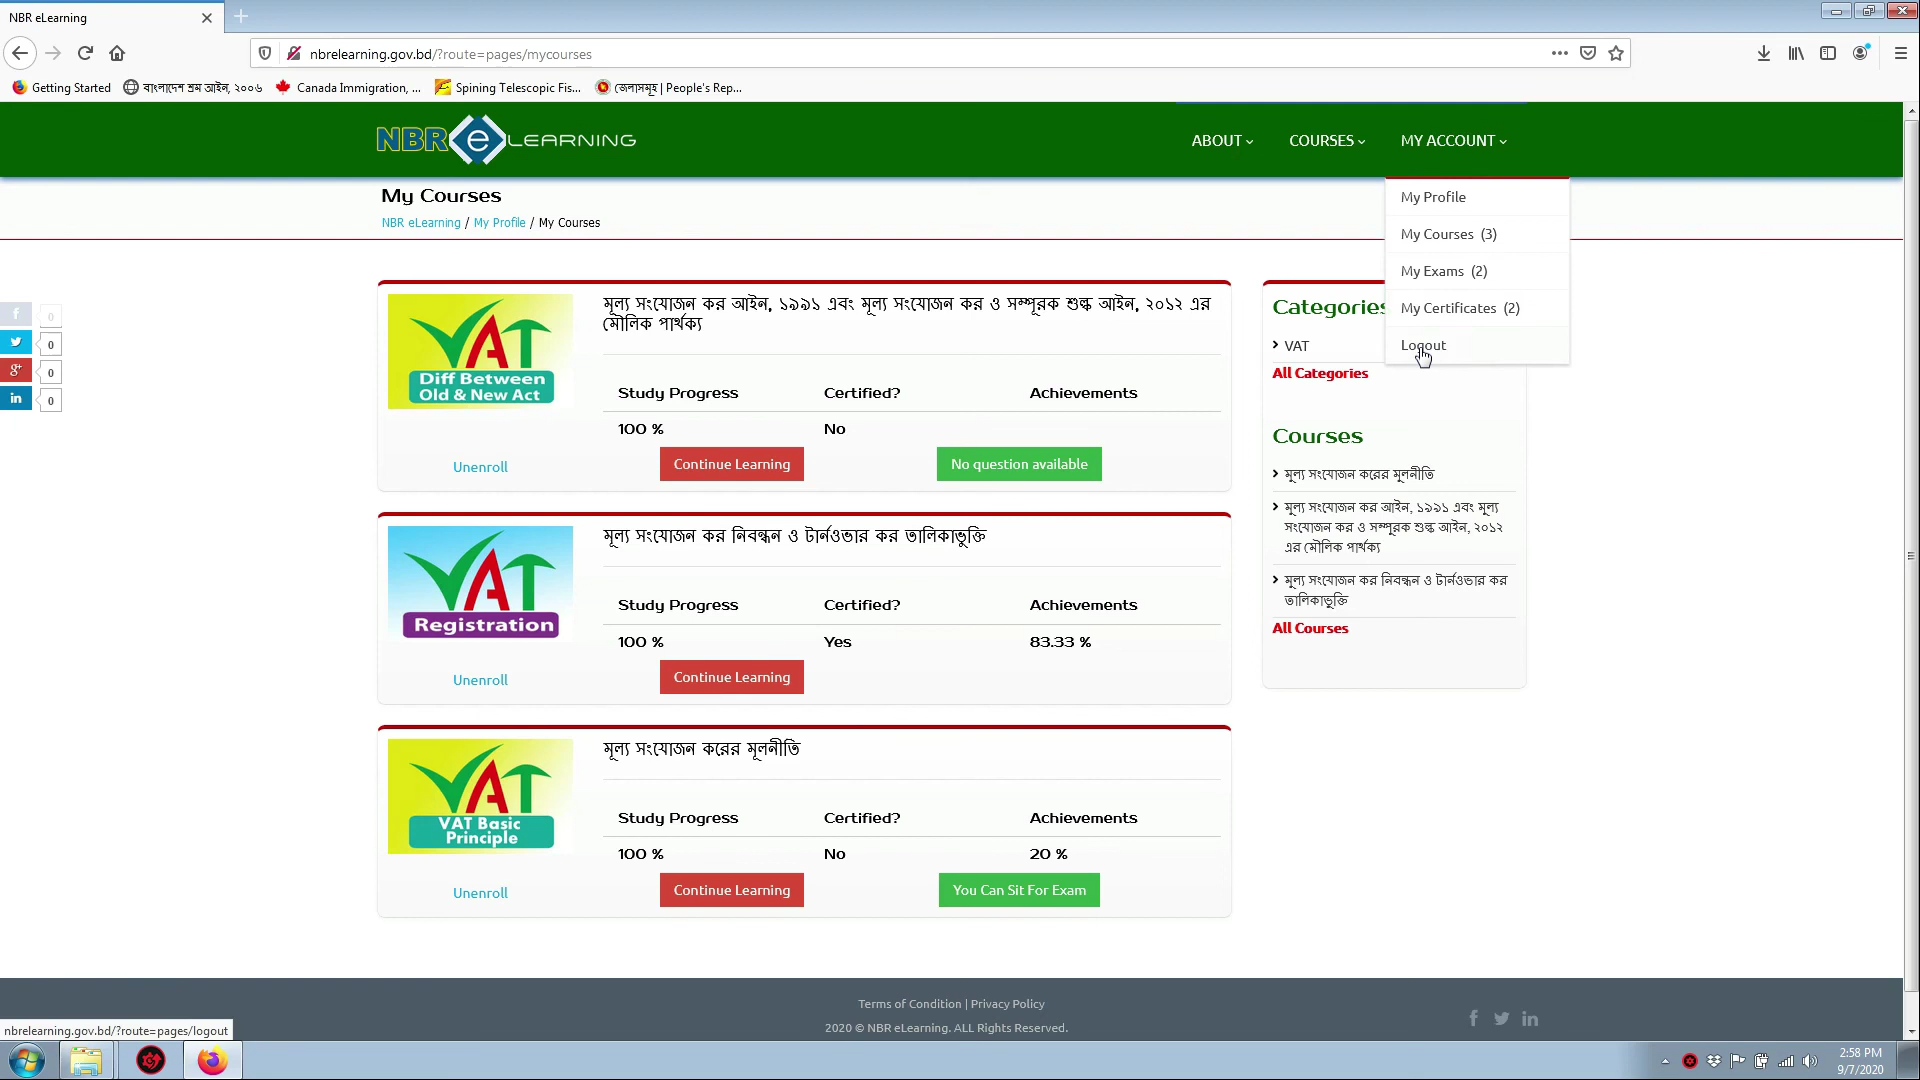 NBR eLearning
nbrelearning.gov.bd/?route=pages/mycourses
Getting Started
বাংলাদেশ শ্রম আইন, ২০০৬
Canada Immigration, ...
Spining Telescopic Fis...
জেলাসমূহ | People's Rep...
NBR e LEARNING
ABOUT
COURSES
MY ACCOUNT
My Courses
NBR eLearning / My Profile / My Courses
My Profile
My Courses (3)
My Exams (2)
My Certificates (2)
Logout
0
0
0
0
VAT
Diff Between
Old & New Act
মূল্য সংযোজন কর আইন, ১৯৯১ এবং মূল্য সংযোজন কর ও সম্পূরক শুল্ক আইন, ২০১২ এর
মৌলিক পার্থক্য
Study Progress Certified? Achievements
100 % No
Unenroll
Continue Learning
No question available
VAT
Registration
মূল্য সংযোজন কর নিবন্ধন ও টার্নওভার কর তালিকাভুক্তি
Study Progress Certified? Achievements
100 % Yes 83.33 %
Unenroll
Continue Learning
VAT
VAT Basic
Principle
মূল্য সংযোজন করের মূলনীতি
Study Progress Certified? Achievements
100 % No 20 %
Unenroll
Continue Learning
You Can Sit For Exam
Categories
VAT
All Categories
Courses
মূল্য সংযোজন করের মূলনীতি
মূল্য সংযোজন কর আইন, ১৯৯১ এবং মূল্য
সংযোজন কর ও সম্পূরক শুল্ক আইন, ২০১২
এর মৌলিক পার্থক্য
মূল্য সংযোজন কর নিবন্ধন ও টার্নওভার কর
তালিকাভুক্তি
All Courses
Terms of Condition | Privacy Policy
2020 © NBR eLearning. ALL Rights Reserved.
nbrelearning.gov.bd/?route=pages/logout
2:58 PM
9/7/2020